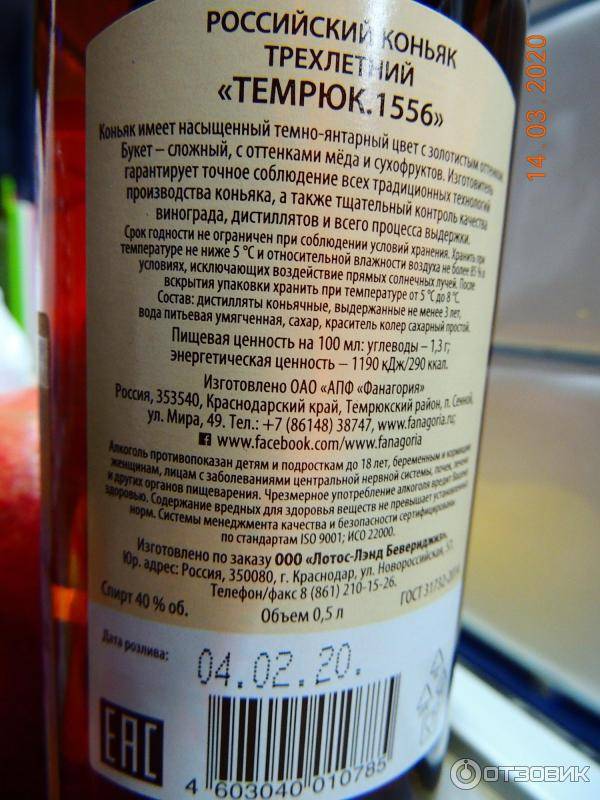 РОССИЙСКИЙ КОНЬЯК
ТРЕХЛЕТНИЙ
«ТЕМРЮК.1556»
Коньяк имеет насыщенный темно-янтарный цвет с золотистым оттенком
Букет – сложный, с оттенками мёда и сухофруктов. Изготовитель
гарантирует точное соблюдение всех традиционных технологий
производства коньяка, а также тщательный контроль качества
винограда, дистиллятов и всего процесса выдержки.
Срок годности не ограничен при соблюдении условий хранения. Хранить при
температуре не ниже 5 °С и относительной влажности воздуха не более 85 % в
условиях, исключающих воздействие прямых солнечных лучей. После
вскрытия упаковки хранить при температуре от 5 °С до 8 °С.
Состав: дистилляты коньячные, выдержанные не менее 3 лет,
вода питьевая умягченная, сахар, краситель колер сахарный простой.
Пищевая ценность на 100 мл: углеводы – 1,3 г;
энергетическая ценность – 1190 кДж/290 ккал.
Изготовлено ОАО «АПФ «Фанагория»
Россия, 353540, Краснодарский край, Темрюкский район, п. Сенной,
ул. Мира, 49. Тел.: +7 (86148) 38747, www.fanagoria.ru;
f www.facebook.com/www.fanagoria
Алкоголь противопоказан детям и подросткам до 18 лет, беременным и кормящим
женщинам, лицам с заболеваниями центральной нервной системы, почек, печени
и других органов пищеварения. Чрезмерное употребление алкоголя вредит Вашему
здоровью. Содержание вредных для здоровья веществ не превышает установленных
норм. Системы менеджмента качества и безопасности сертифицированы
по стандартам ISO 9001; ИСО 22000.
Изготовлено по заказу ООО «Лотос-Лэнд Бевериджиз».
Юр. адрес: Россия, 350080, г. Краснодар, ул. Новороссийская,
Телефон/факс 8 (861) 210-15-26.
Спирт 40 % об.
Объем 0,5 л
ГОСТ 31732-2014
Дата розлива:
04.02.20.
EAC
4 603040 010785
14.03.2020
ОТЗОВИК